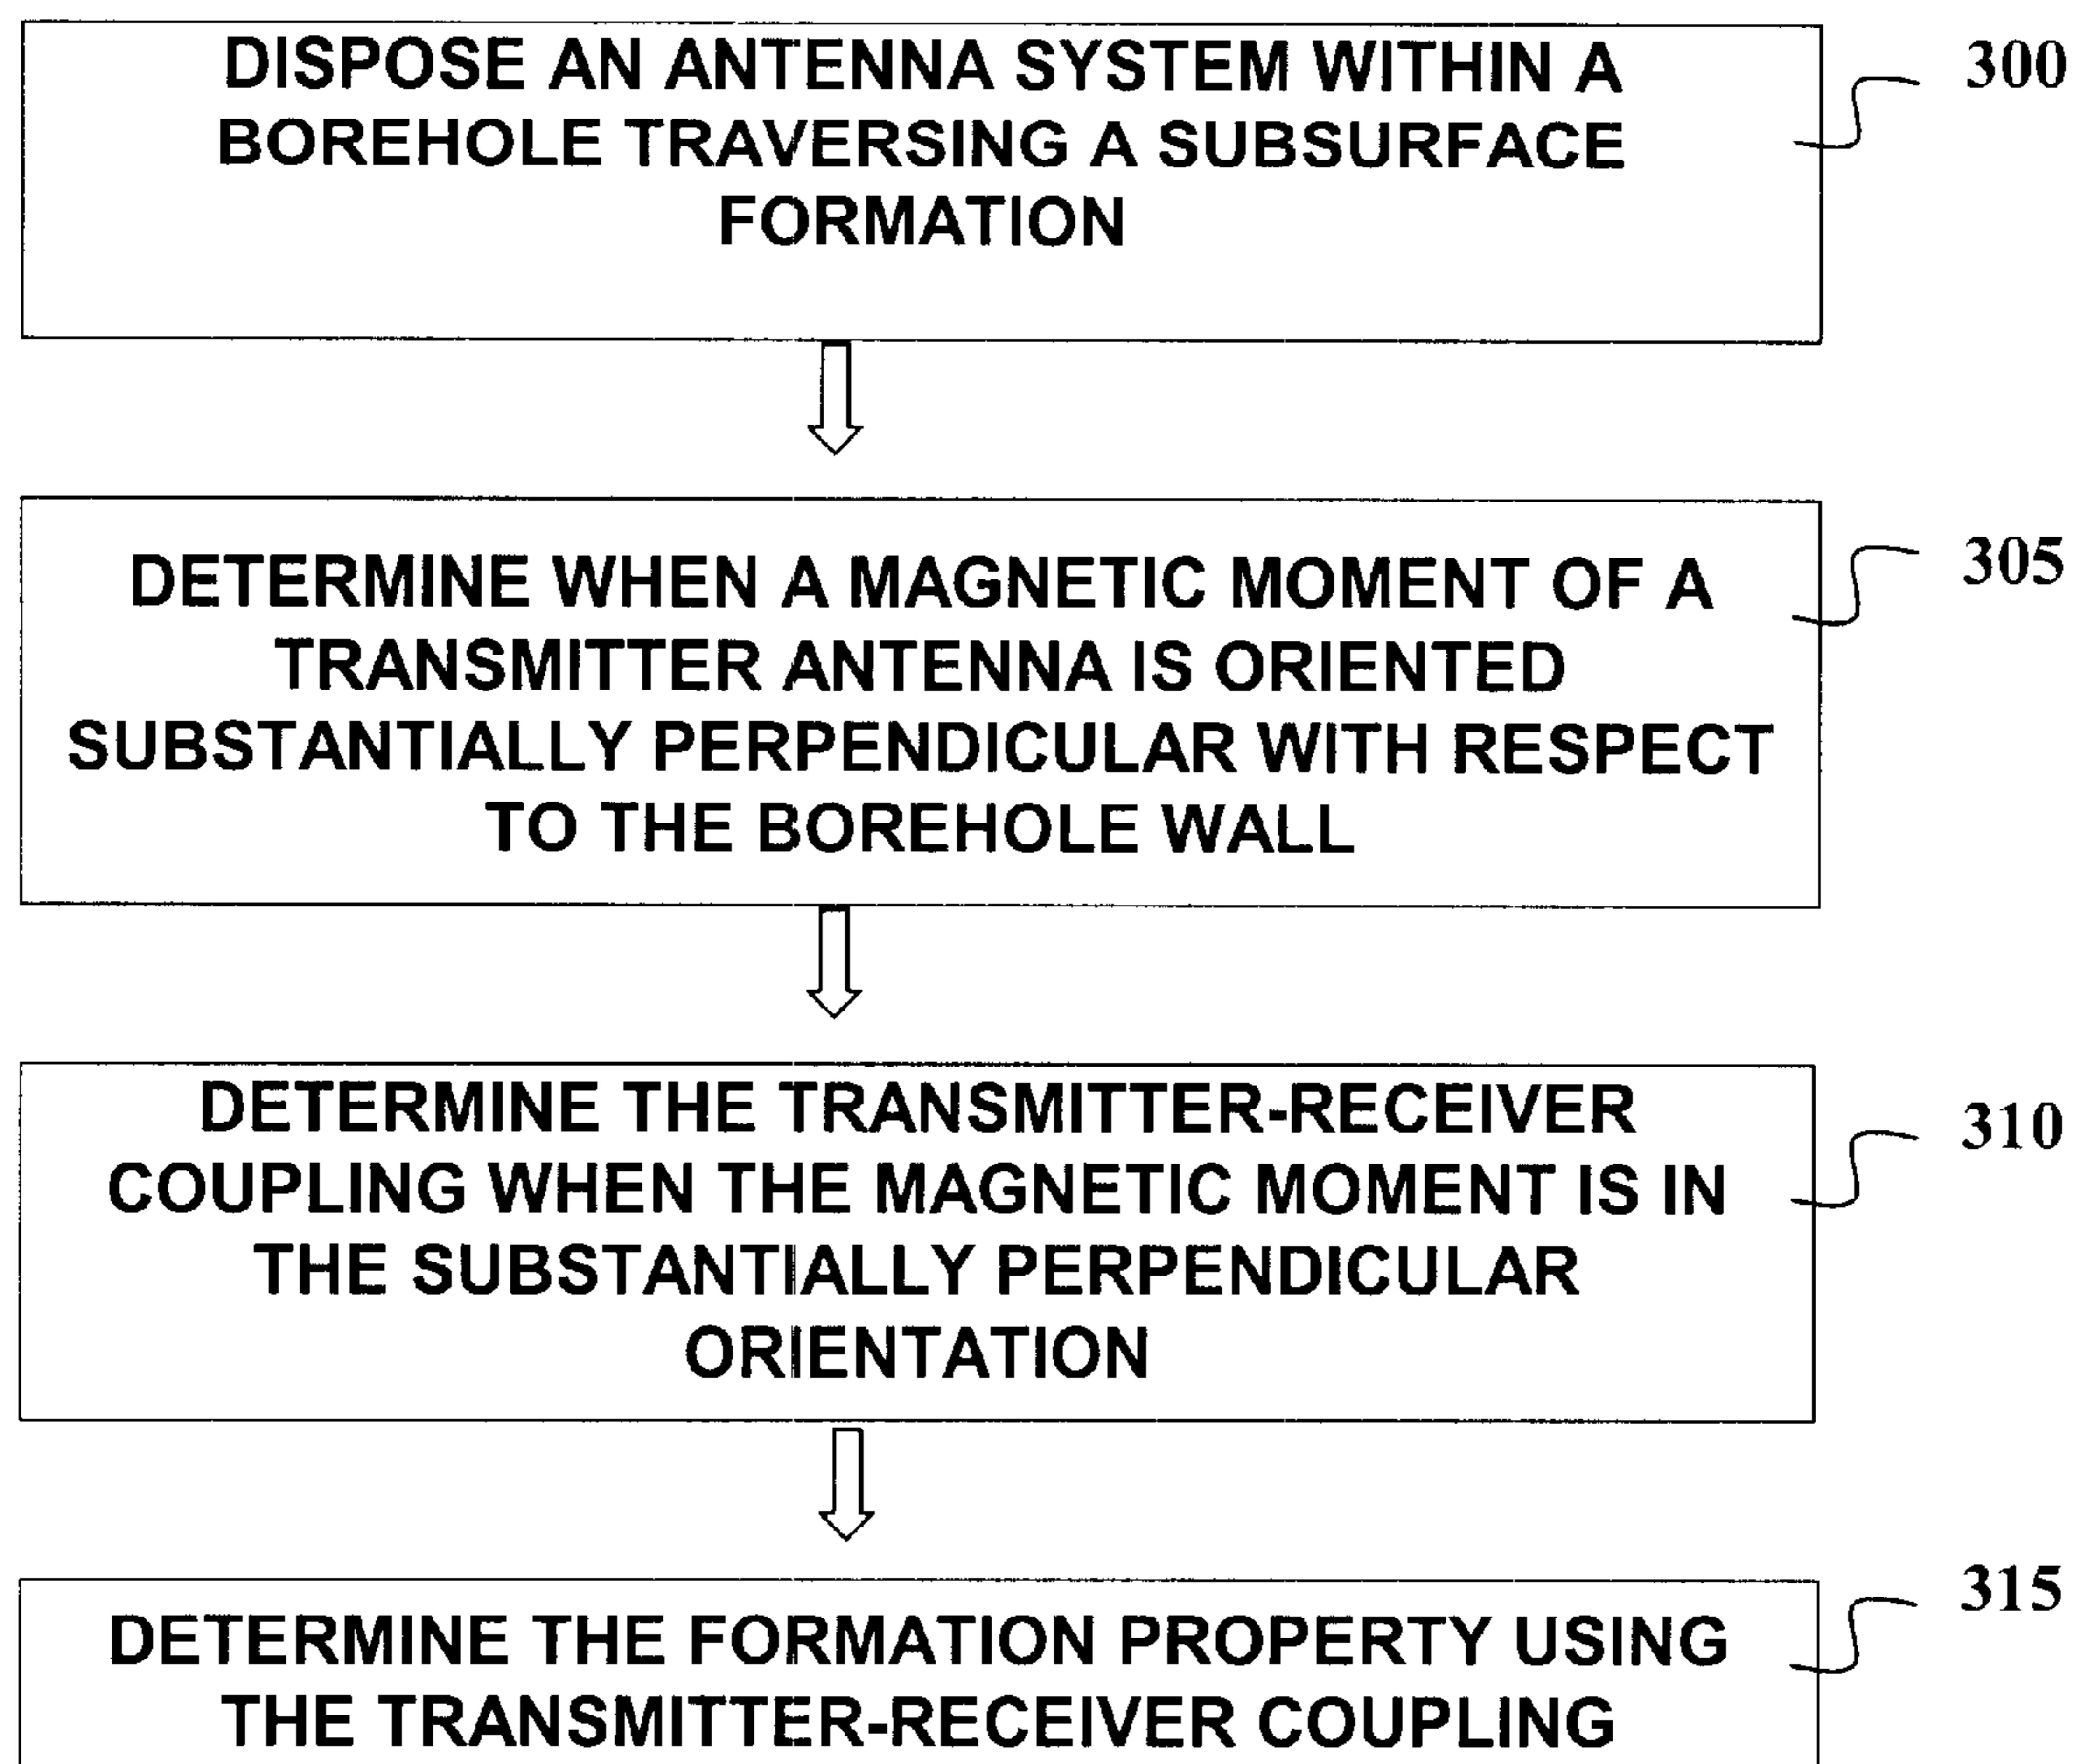 DISPOSE AN ANTENNA SYSTEM WITHIN A
BOREHOLE TRAVERSING A SUBSURFACE
FORMATION
300
DETERMINE WHEN A MAGNETIC MOMENT OF A
TRANSMITTER ANTENNA IS ORIENTED
SUBSTANTIALLY PERPENDICULAR WITH RESPECT
TO THE BOREHOLE WALL
305
DETERMINE THE TRANSMITTER-RECEIVER
COUPLING WHEN THE MAGNETIC MOMENT IS IN
THE SUBSTANTIALLY PERPENDICULAR
ORIENTATION
310
DETERMINE THE FORMATION PROPERTY USING
THE TRANSMITTER-RECEIVER COUPLING
315